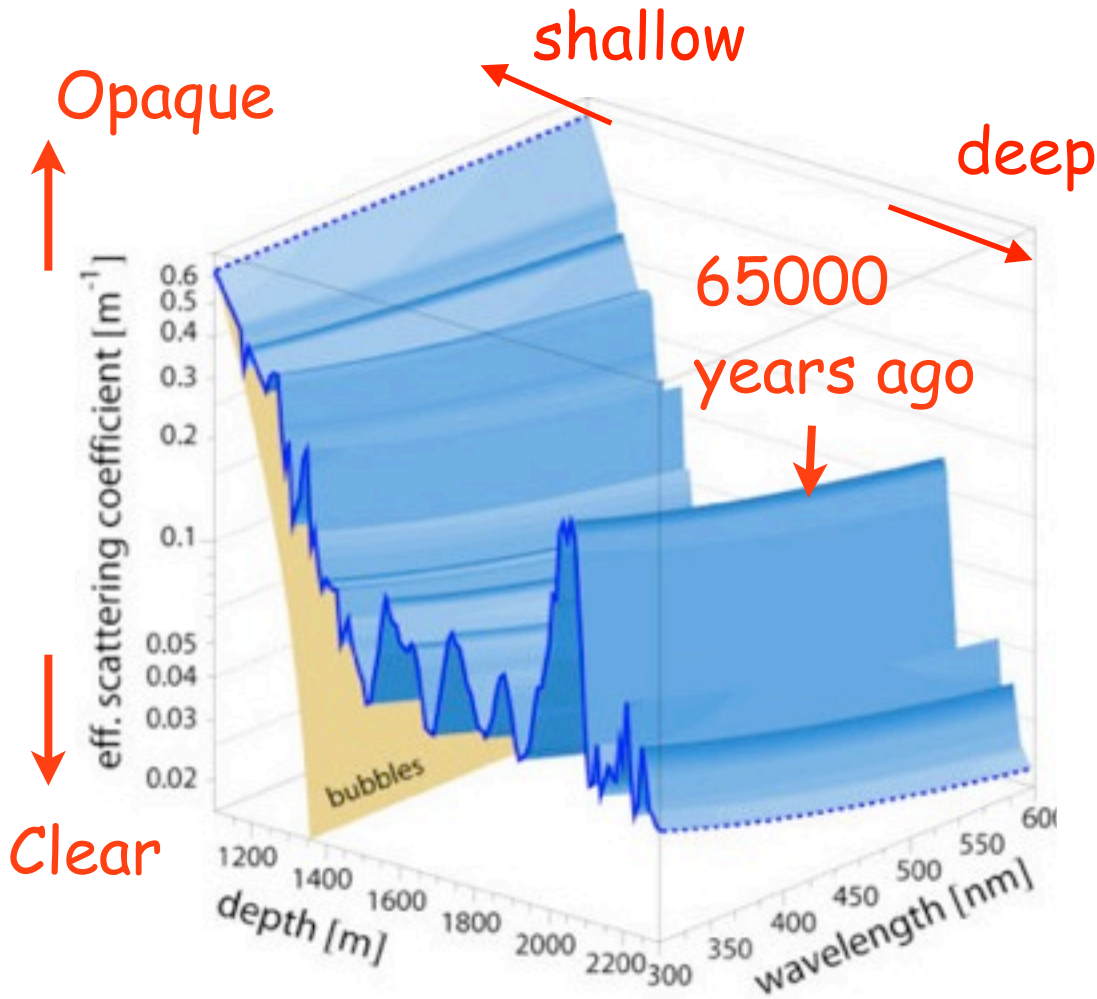 shallow
Opaque
deep
65000
years ago
eff. scattering coefficient [m⁻¹]
0.6
0.5
0.4
0.3
0.2
0.1
0.05
0.04
0.03
0.02
bubbles
Clear
1200
1400
1600
1800
2000
2200
depth [m]
300
350
400
450
500
550
wavelength [nm]